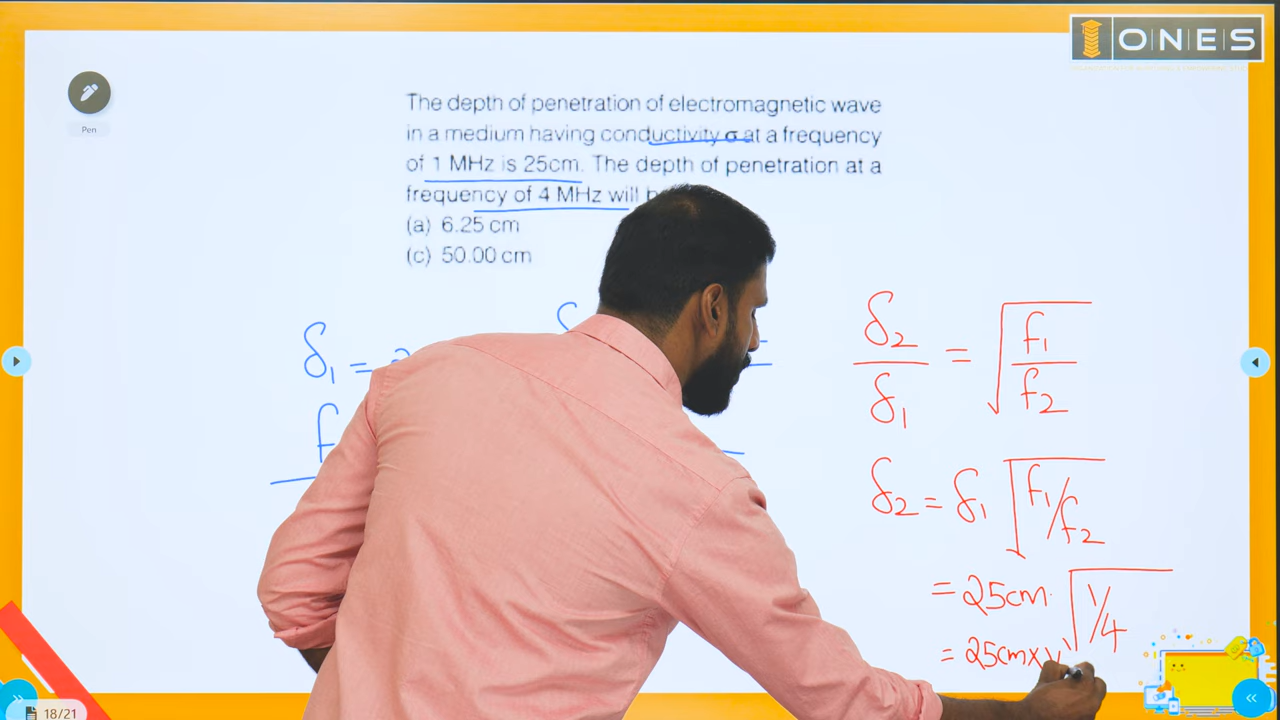 ONES
Pen
The depth of penetration of electromagnetic wave
in a medium having conductivity σ at a frequency
of 1 MHz is 25cm. The depth of penetration at a
frequency of 4 MHz will
(a) 6.25 cm
(c) 50.00 cm
δ₁ =
f
δ₂/δ₁ = √(f₁/f₂)
δ₂ = δ₁ √(f₁/f₂)
= 25cm. √(1/4)
= 25cm×
18/21